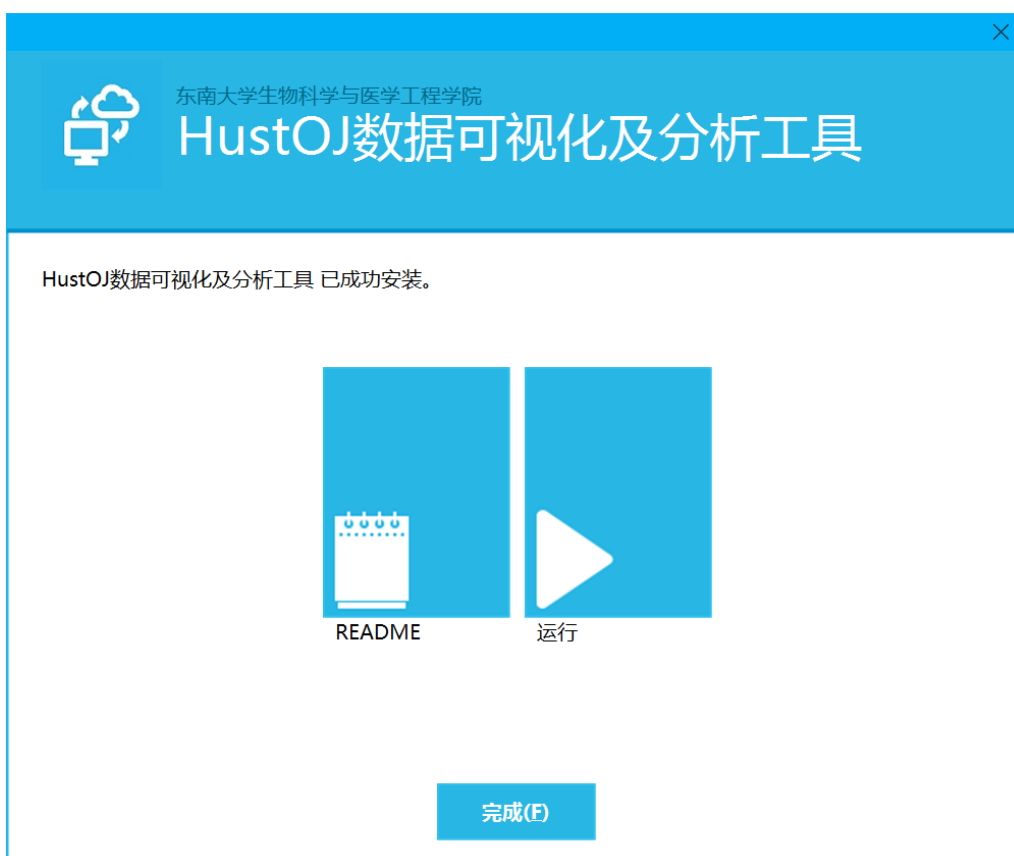 东南大学生物科学与医学工程学院
HustOJ数据可视化及分析工具
HustOJ数据可视化及分析工具 已成功安装。
README
运行
完成(F)